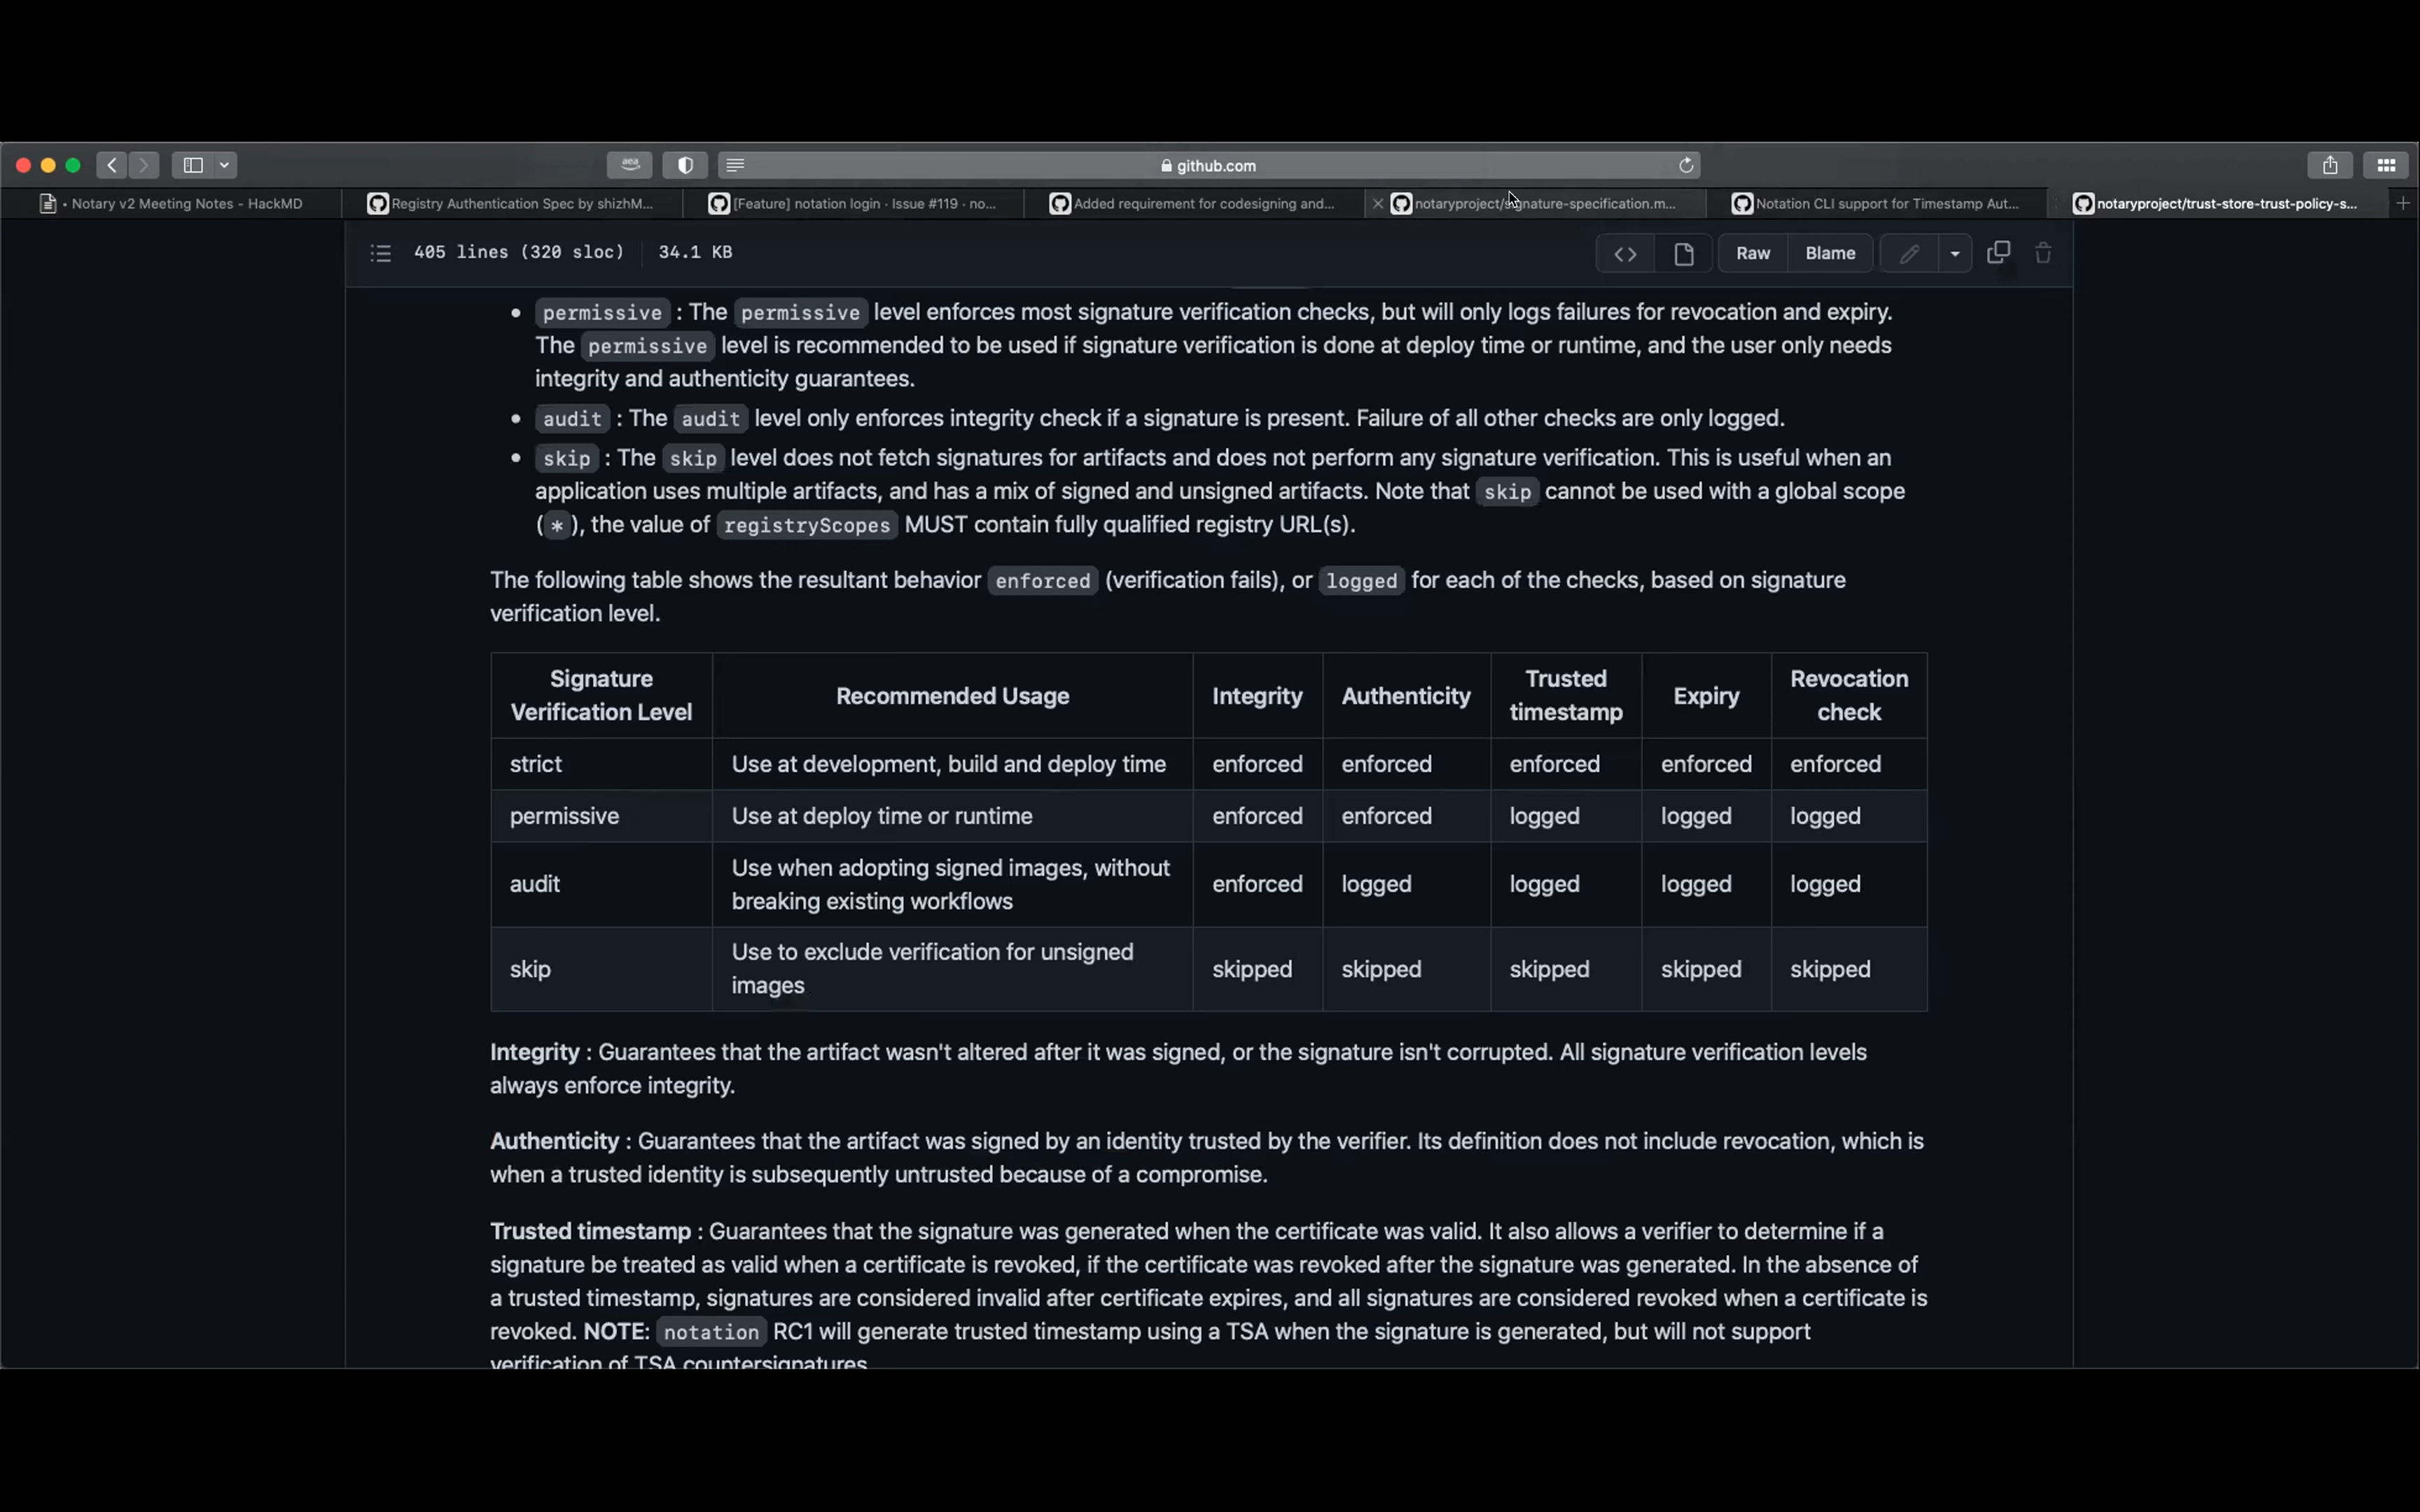 aea
github.com
• Notary v2 Meeting Notes - HackMD
Registry Authentication Spec by shizhM...
[Feature] notation login · Issue #119 · no...
Added requirement for codesigning and...
notaryproject/signature-specification.m...
Notation CLI support for Timestamp Aut...
notaryproject/trust-store-trust-policy-s...
405 lines (320 sloc) 34.1 KB
Raw Blame
• permissive : The permissive level enforces most signature verification checks, but will only logs failures for revocation and expiry.
The permissive level is recommended to be used if signature verification is done at deploy time or runtime, and the user only needs
integrity and authenticity guarantees.
• audit : The audit level only enforces integrity check if a signature is present. Failure of all other checks are only logged.
• skip : The skip level does not fetch signatures for artifacts and does not perform any signature verification. This is useful when an
application uses multiple artifacts, and has a mix of signed and unsigned artifacts. Note that skip cannot be used with a global scope
( * ), the value of registryScopes MUST contain fully qualified registry URL(s).
The following table shows the resultant behavior enforced (verification fails), or logged for each of the checks, based on signature
verification level.
Signature
Verification Level
Recommended Usage
Integrity
Authenticity
Trusted
timestamp
Expiry
Revocation
check
strict
Use at development, build and deploy time
enforced
enforced
enforced
enforced
enforced
permissive
Use at deploy time or runtime
enforced
enforced
logged
logged
logged
audit
Use when adopting signed images, without
breaking existing workflows
enforced
logged
logged
logged
logged
skip
Use to exclude verification for unsigned
images
skipped
skipped
skipped
skipped
skipped
Integrity : Guarantees that the artifact wasn't altered after it was signed, or the signature isn't corrupted. All signature verification levels
always enforce integrity.
Authenticity : Guarantees that the artifact was signed by an identity trusted by the verifier. Its definition does not include revocation, which is
when a trusted identity is subsequently untrusted because of a compromise.
Trusted timestamp : Guarantees that the signature was generated when the certificate was valid. It also allows a verifier to determine if a
signature be treated as valid when a certificate is revoked, if the certificate was revoked after the signature was generated. In the absence of
a trusted timestamp, signatures are considered invalid after certificate expires, and all signatures are considered revoked when a certificate is
revoked. NOTE: notation RC1 will generate trusted timestamp using a TSA when the signature is generated, but will not support
verification of TSA countersignatures